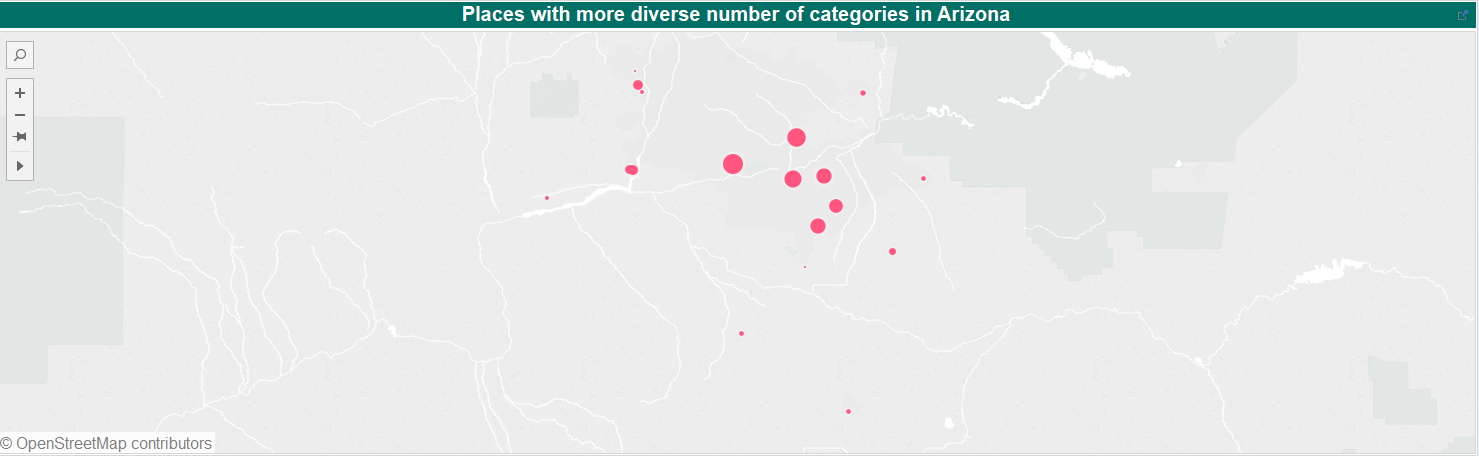 Places with more diverse number of categories in Arizona
© OpenStreetMap contributors